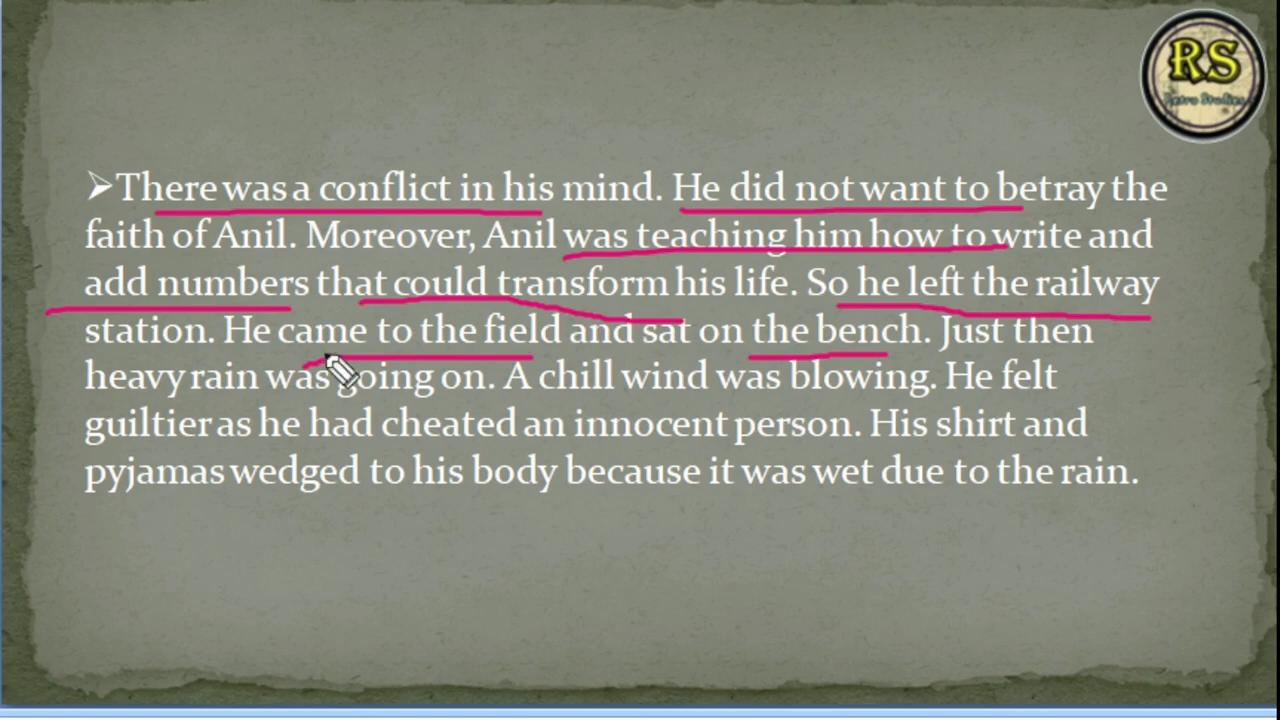 RS
Retro Studies
➢There was a conflict in his mind. He did not want to betray the
faith of Anil. Moreover, Anil was teaching him how to write and
add numbers that could transform his life. So he left the railway
station. He came to the field and sat on the bench. Just then
heavy rain was going on. A chill wind was blowing. He felt
guiltier as he had cheated an innocent person. His shirt and
pyjamas wedged to his body because it was wet due to the rain.